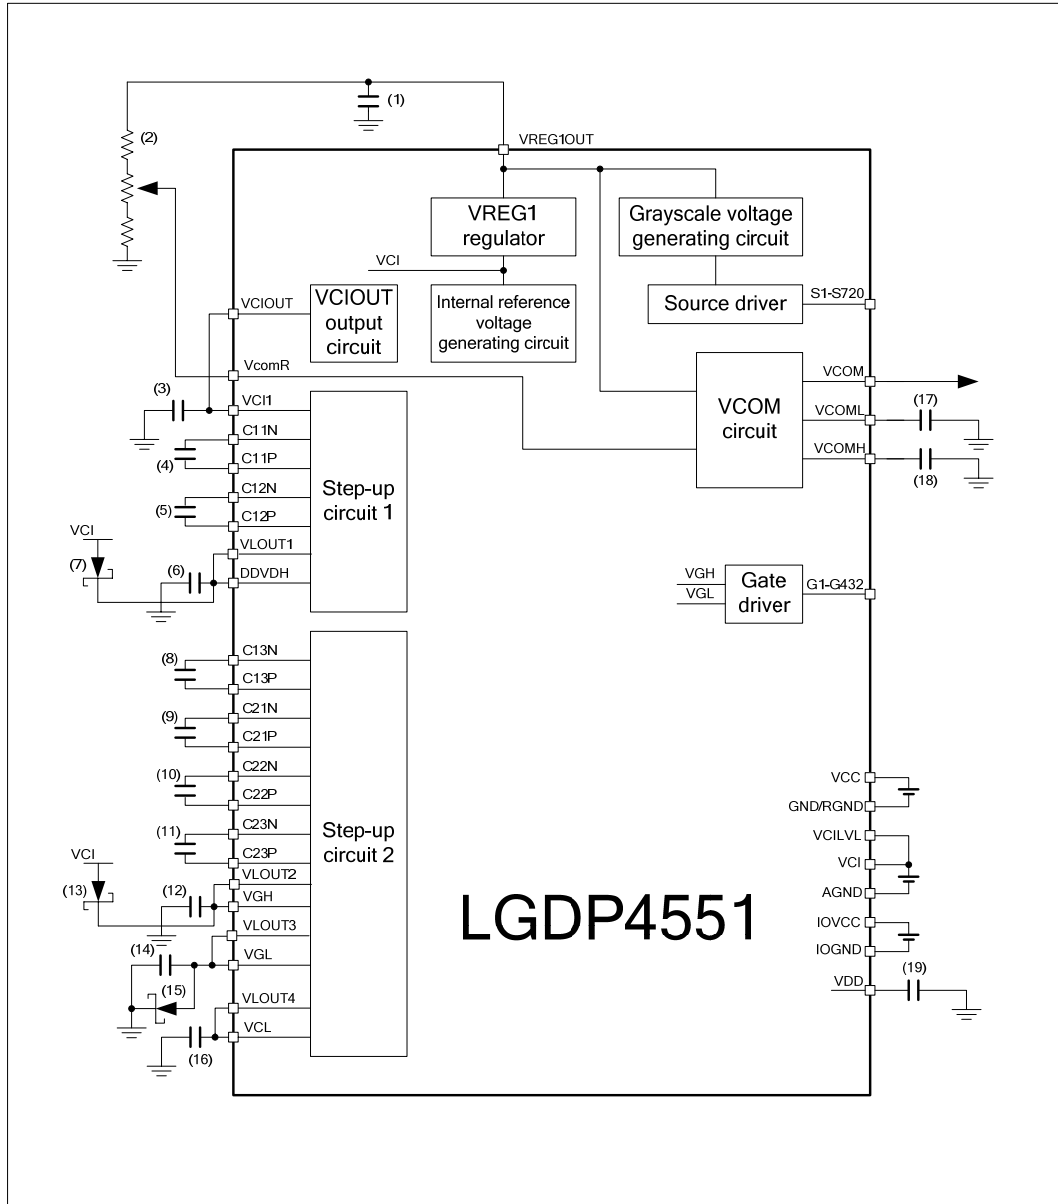 (1)
(2)
VREG1OUT
VREG1
regulator
Grayscale voltage
generating circuit
VCI
VCIOUT
VCIOUT
output
circuit
Internal reference
voltage
generating circuit
Source driver
S1-S720
VcomR
(3)
VCI1
VCOM
circuit
VCOM
VCOML
(17)
VCOMH
(18)
C11N
(4)
C11P
C12N
(5)
C12P
Step-up
circuit 1
VCI
(7)
VLOUT1
(6)
DDVDH
VGH
VGL
Gate
driver
G1-G432
(8)
C13N
C13P
(9)
C21N
C21P
(10)
C22N
C22P
(11)
C23N
C23P
Step-up
circuit 2
VCI
(13)
VLOUT2
(12)
VGH
VLOUT3
(14)
VGL
(15)
VLOUT4
VCL
(16)
LGDP4551
VCC
GND/RGND
VCILVL
VCI
AGND
IOVCC
IOGND
VDD
(19)